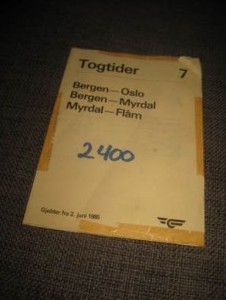 Togtider 7
Bergen—Oslo
Bergen—Myrdal
Myrdal—Flåm
2400
Gjelder fra 2. juni 1985